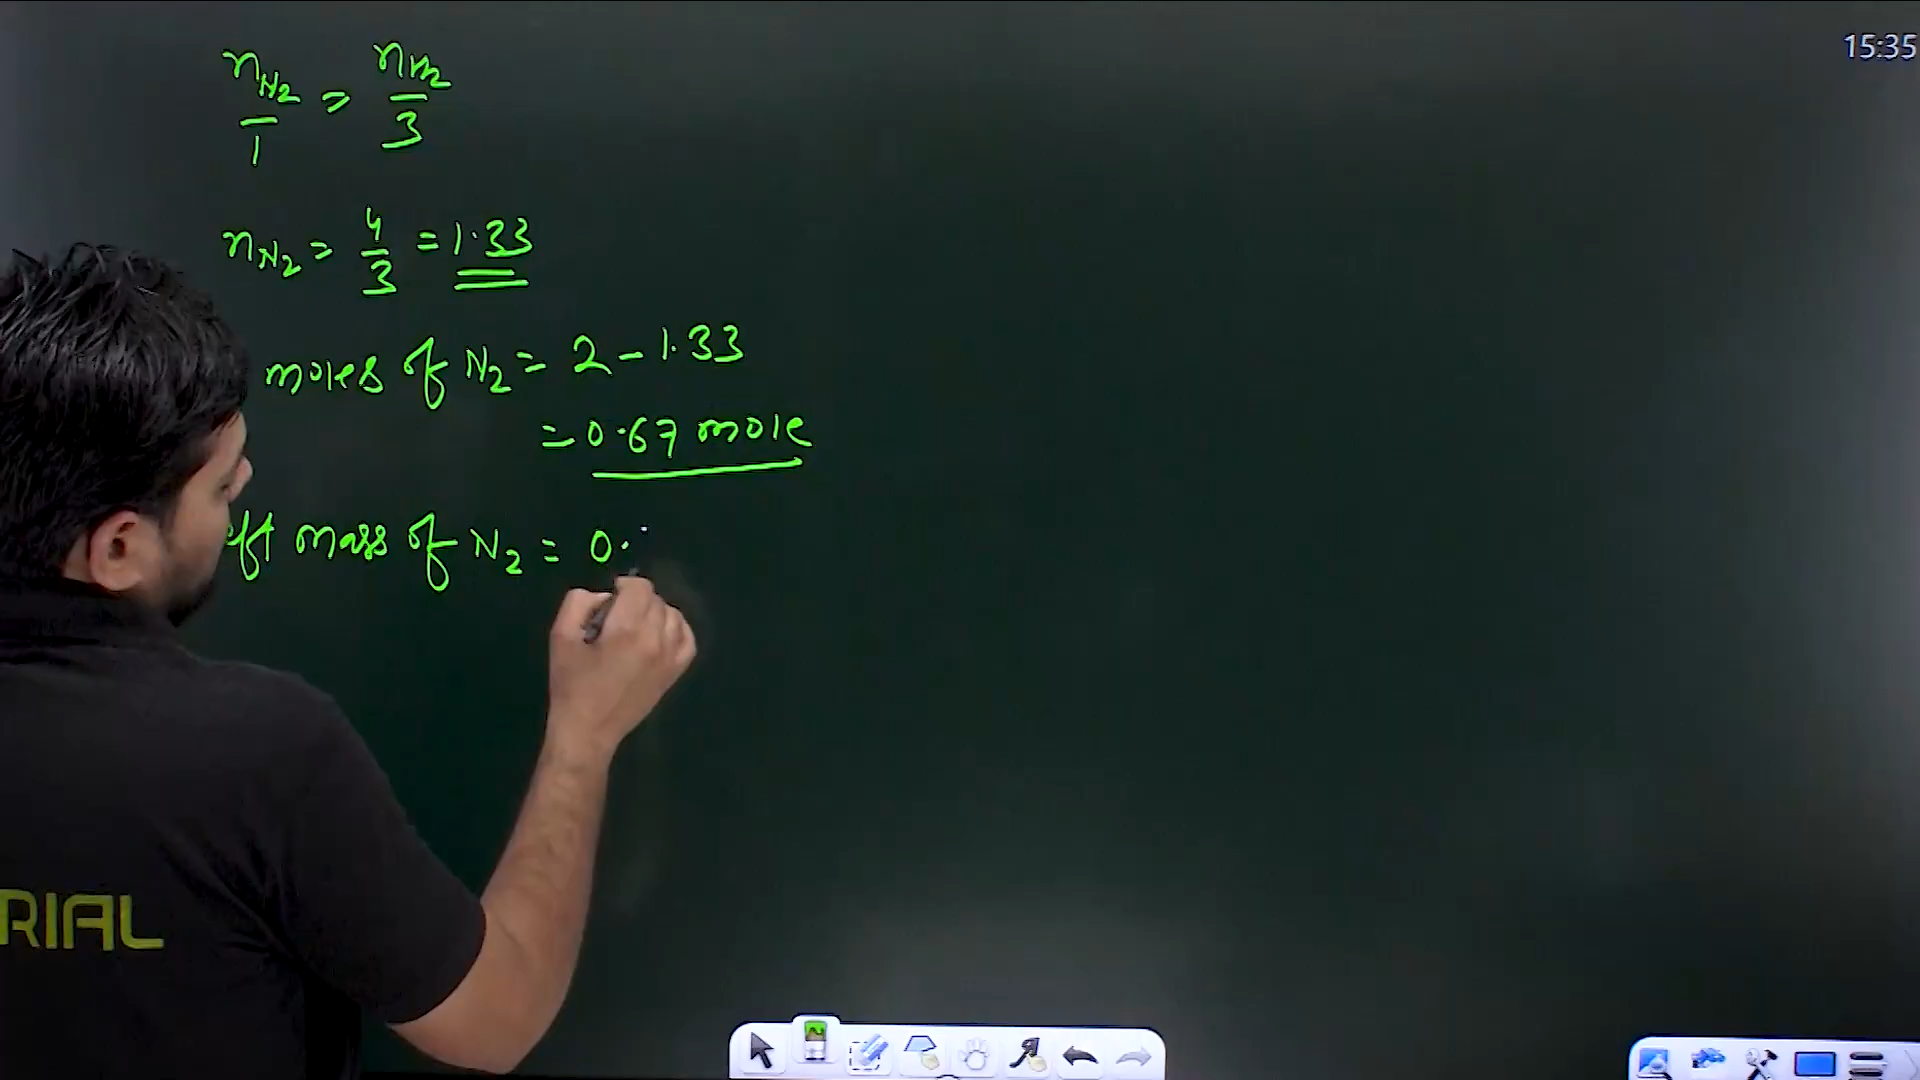 15:35
nN2/1 = nH2/3
nN2 = 4/3 = 1.33
moles of N2 = 2 - 1.33
= 0.67 mole
mass of N2 = 0.
RIAL